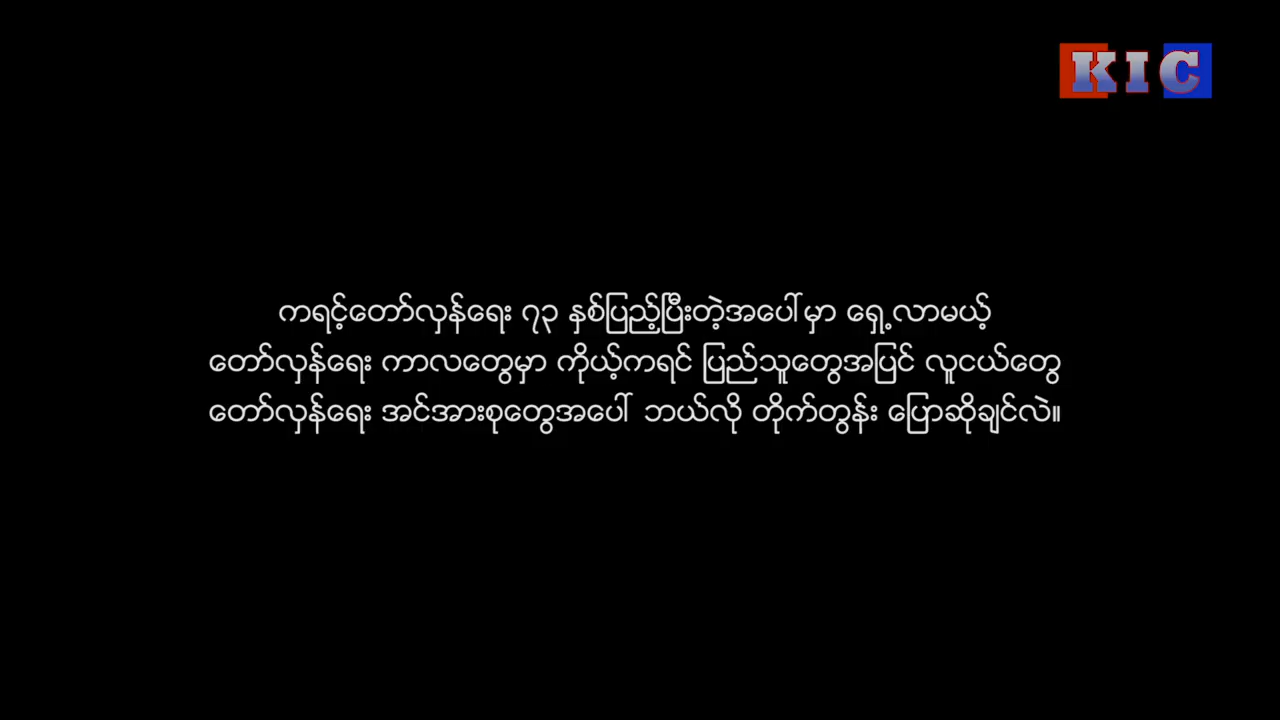 KIC
ကရင့်တော်လှန်ရေး ၇၃ နှစ်ပြည့်ပြီးတဲ့အပေါ်မှာ ရှေ့လာမယ့်
တော်လှန်ရေး ကာလတွေမှာ ကိုယ့်ကရင် ပြည်သူတွေအပြင် လူငယ်တွေ
တော်လှန်ရေး အင်အားစုတွေအပေါ် ဘယ်လို တိုက်တွန်း ပြောဆိုချင်လဲ။